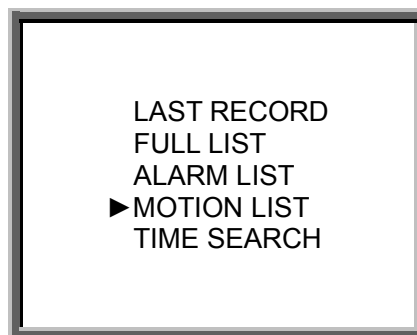 LAST RECORD
FULL LIST
ALARM LIST
►MOTION LIST
TIME SEARCH